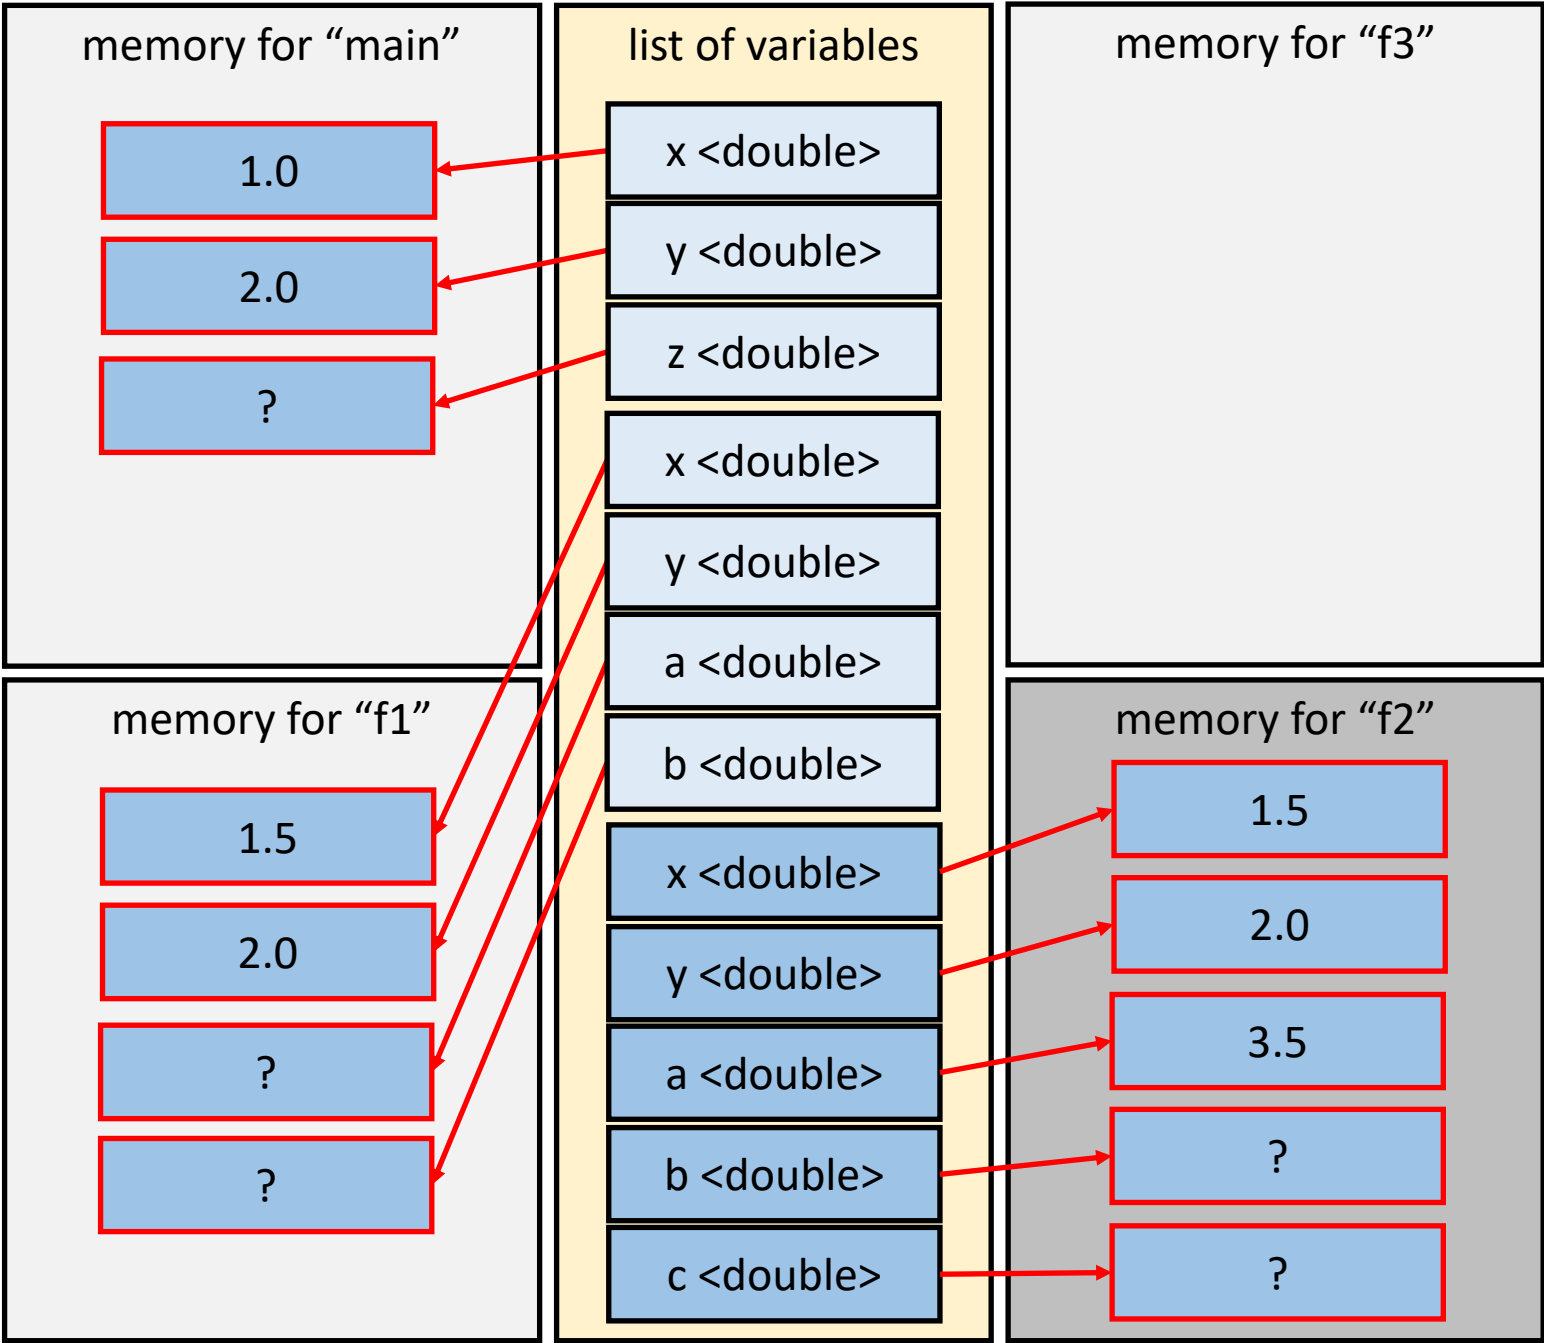 memory for “main”
1.0
2.0
?
memory for “f1”
1.5
2.0
?
?
list of variables
x <double>
y <double>
z <double>
x <double>
y <double>
a <double>
b <double>
x <double>
y <double>
a <double>
b <double>
c <double>
memory for “f3”
memory for “f2”
1.5
2.0
3.5
?
?